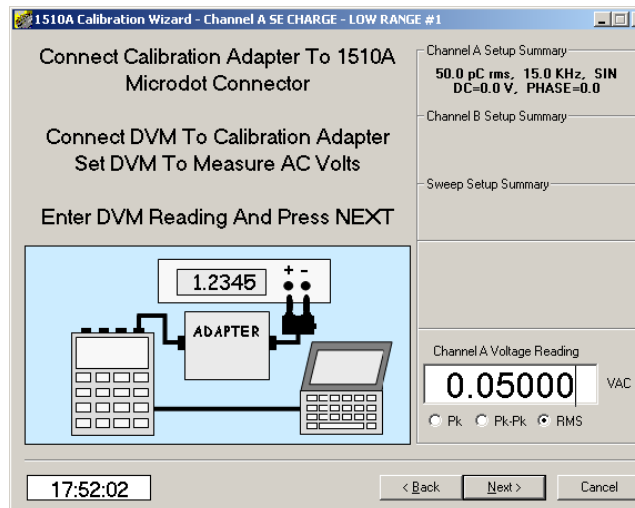 1510A Calibration Wizard - Channel A SE CHARGE - LOW RANGE #1
Connect Calibration Adapter To 1510A
Microdot Connector
Connect DVM To Calibration Adapter
Set DVM To Measure AC Volts
Enter DVM Reading And Press NEXT
1.2345
+ -
ADAPTER
Channel A Setup Summary
50.0 pC rms, 15.0 KHz, SIN
DC=0.0 V, PHASE=0.0
Channel B Setup Summary
Sweep Setup Summary
Channel A Voltage Reading
0.05000 VAC
Pk Pk-Pk RMS
17:52:02
< Back Next > Cancel